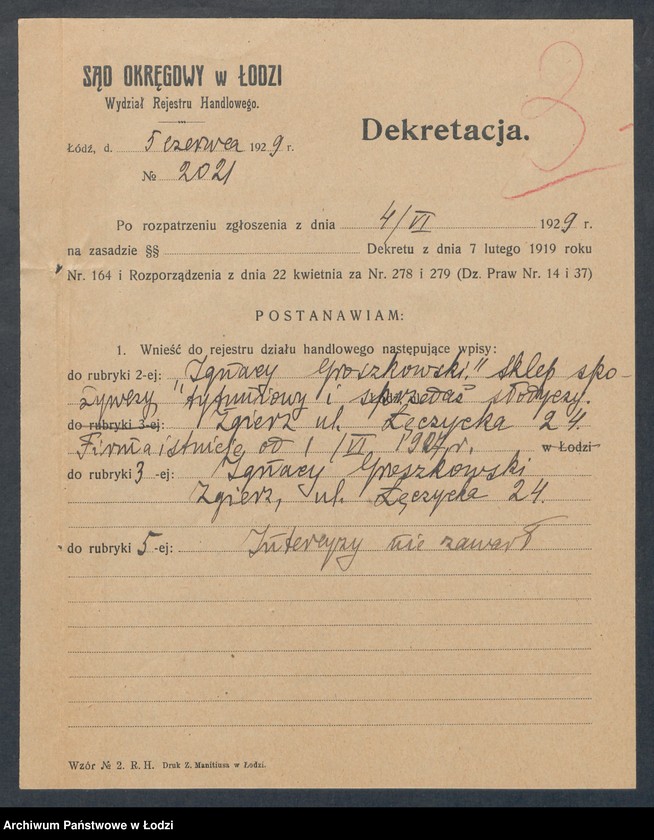 SĄD OKRĘGOWY w ŁODZI
Wydział Rejestru Handlowego.
3
Dekretacja.
Łódź, d. 5 czerwca 1929 r.
№ 2021
Po rozpatrzeniu zgłoszenia z dnia 4/VI 1929 r.
na zasadzie §§ Dekretu z dnia 7 lutego 1919 roku
Nr. 164 i Rozporządzenia z dnia 22 kwietnia za Nr. 278 i 279 (Dz. Praw Nr. 14 i 37)
POSTANAWIAM:
1. Wnieść do rejestru działu handlowego następujące wpisy:
do rubryki 2-ej: „Ignacy Groszkowski," sklep spo-
żywczy, tytuniowy i sprzedaż słodyczy.
do rubryki 3-ej: Zgierz ul. Łęczycka 24
Firma istnieje od 1/VI 1927 r. w Łodzi
do rubryki 3-ej: Ignacy Groszkowski
Zgierz, ul. Łęczycka 24.
do rubryki 5-ej: Intercyzy nie zawarł
Wzór № 2. R. H. Druk Z. Manitiusa w Łodzi.
Archiwum Państwowe w Łodzi